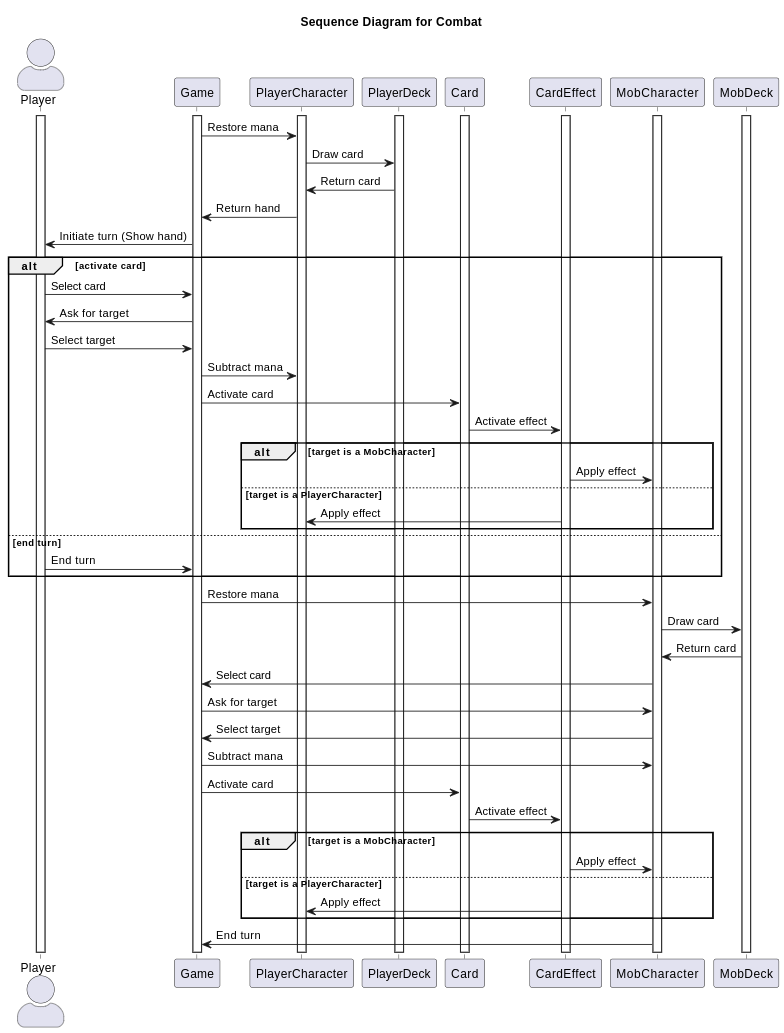 Sequence Diagram for Combat
Player
Game
PlayerCharacter
PlayerDeck
Card
CardEffect
MobCharacter
MobDeck
Restore mana
Draw card
Return card
Return hand
Initiate turn (Show hand)
alt
[activate card]
Select card
Ask for target
Select target
Subtract mana
Activate card
Activate effect
alt
[target is a MobCharacter]
Apply effect
[target is a PlayerCharacter]
Apply effect
[end turn]
End turn
Restore mana
Draw card
Return card
Select card
Ask for target
Select target
Subtract mana
Activate card
Activate effect
alt
[target is a MobCharacter]
Apply effect
[target is a PlayerCharacter]
Apply effect
End turn
Player
Game
PlayerCharacter
PlayerDeck
Card
CardEffect
MobCharacter
MobDeck